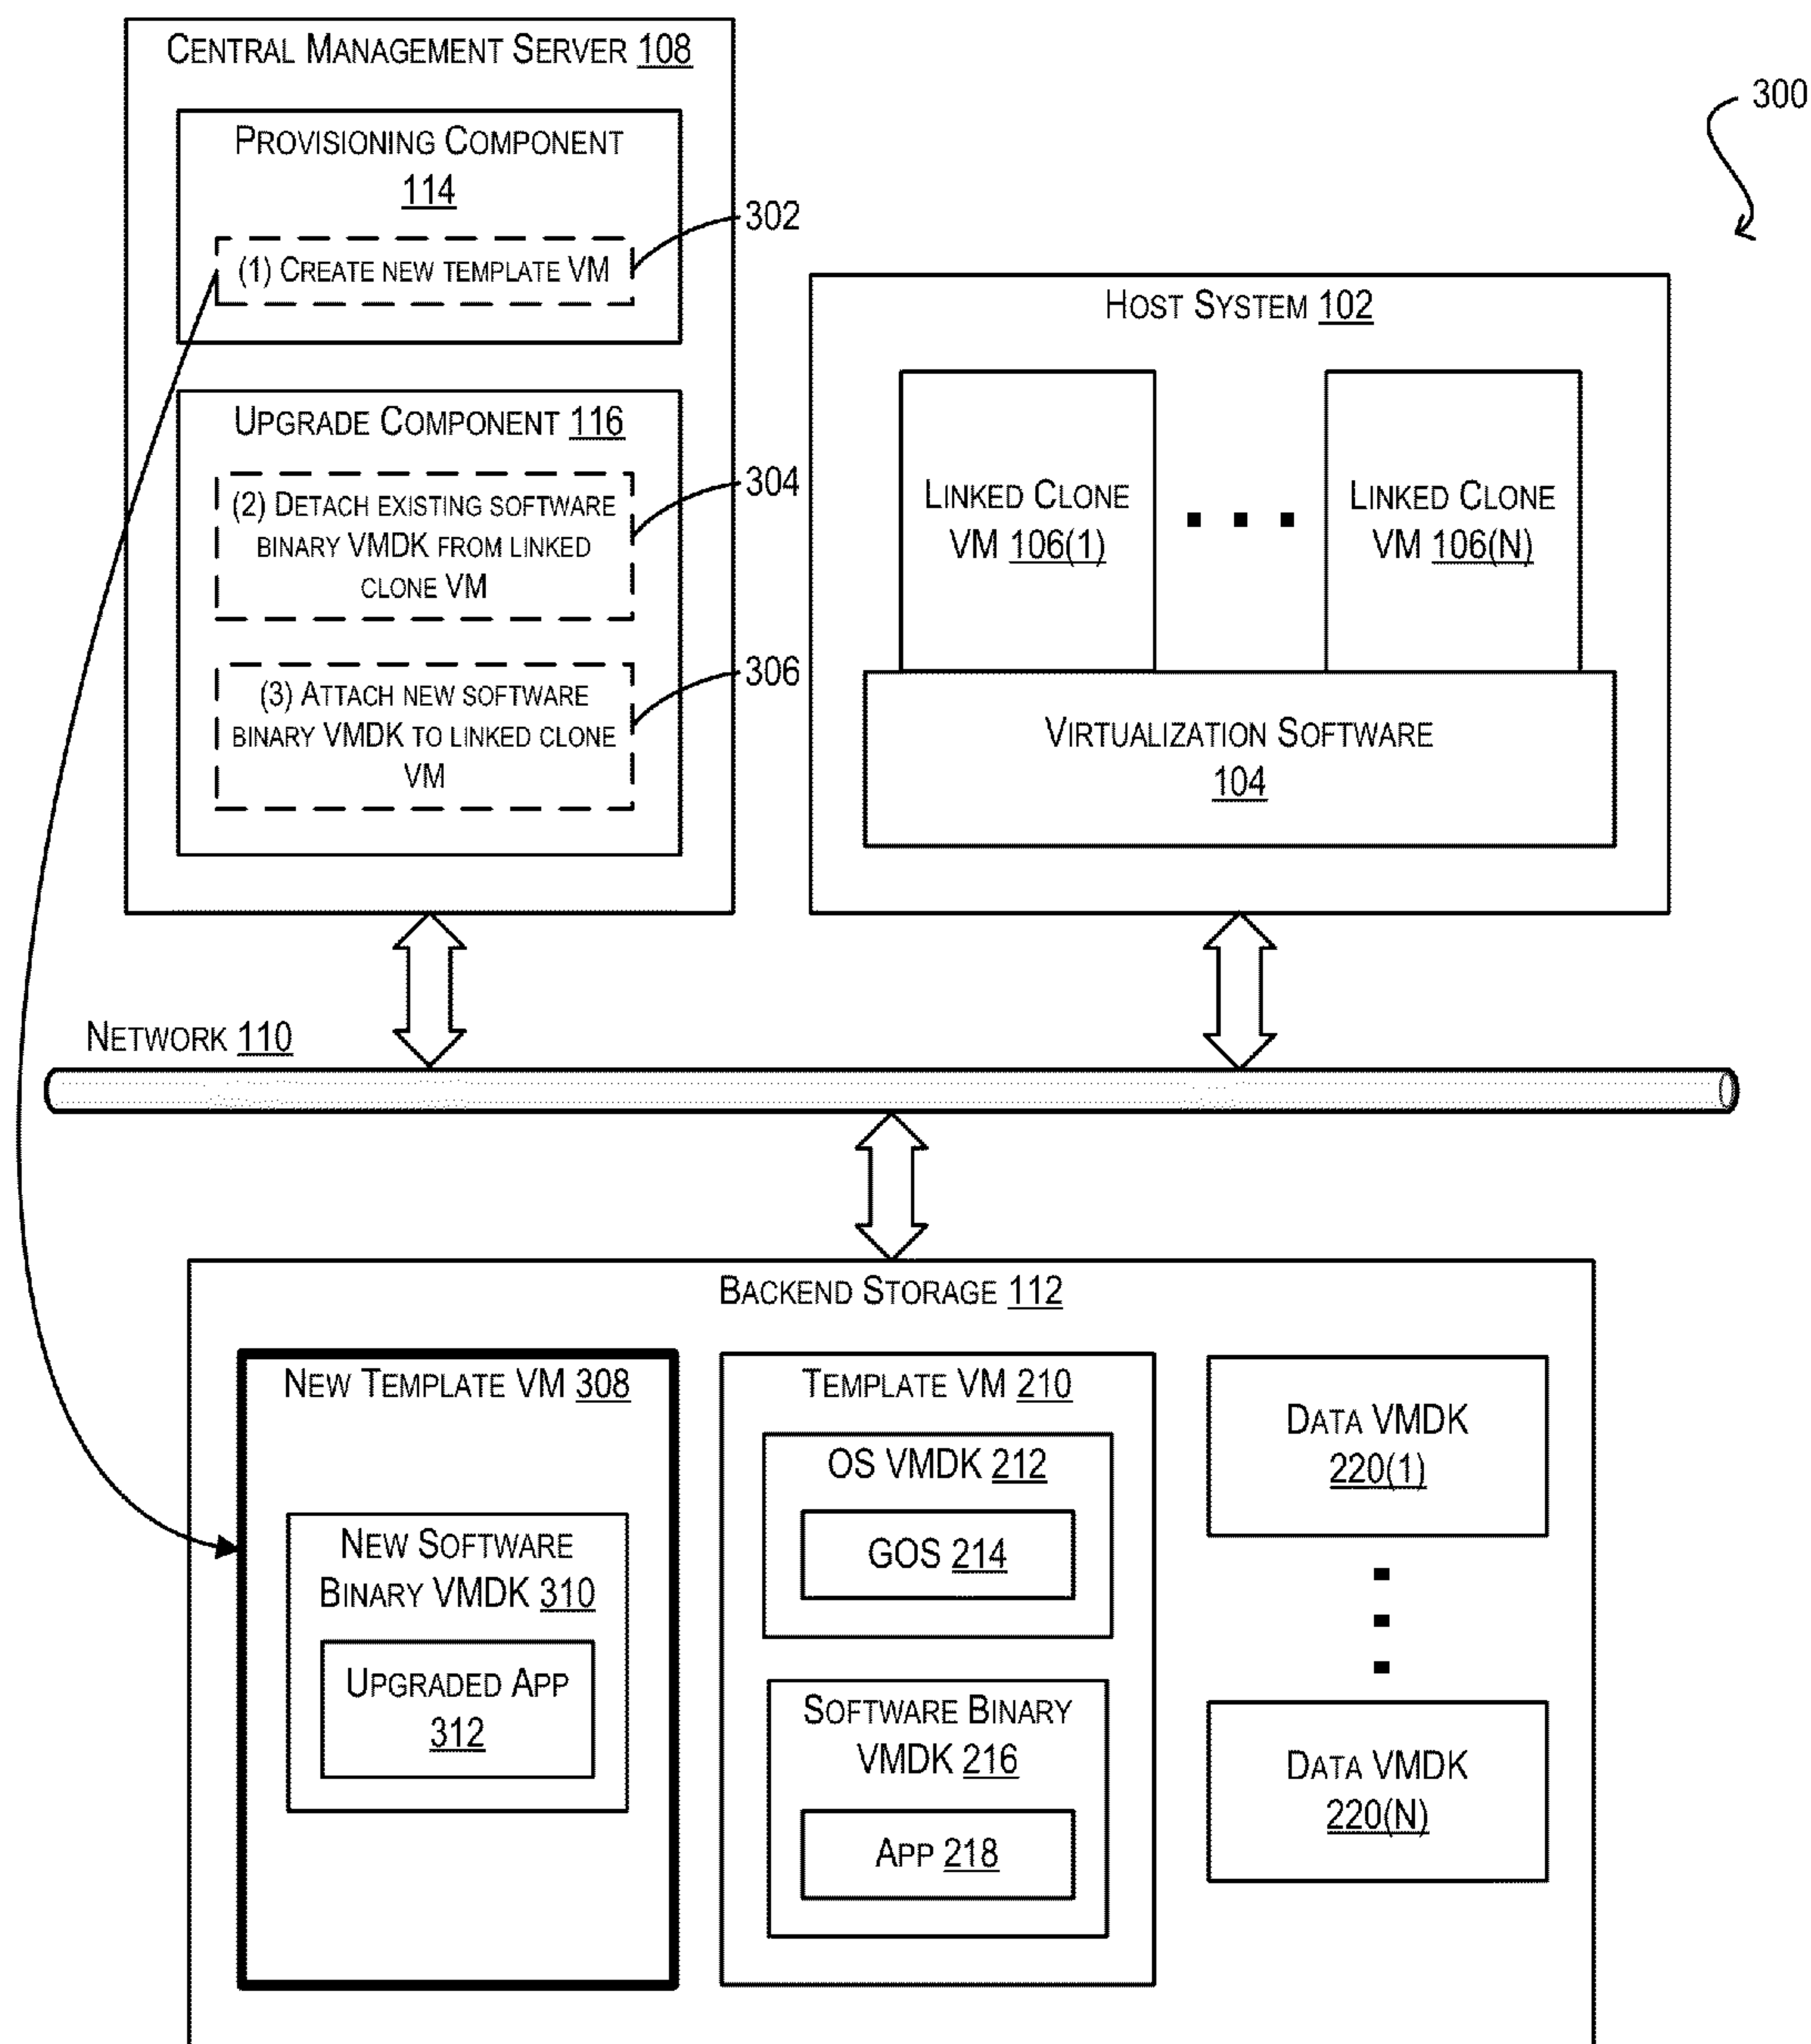 CENTRAL MANAGEMENT SERVER 108
PROVISIONING COMPONENT
114
(1) CREATE NEW TEMPLATE VM
302
300
UPGRADE COMPONENT 116
(2) DETACH EXISTING SOFTWARE
BINARY VMDK FROM LINKED
CLONE VM
304
(3) ATTACH NEW SOFTWARE
BINARY VMDK TO LINKED CLONE
VM
306
HOST SYSTEM 102
LINKED CLONE
VM 106(1)
LINKED CLONE
VM 106(N)
VIRTUALIZATION SOFTWARE
104
NETWORK 110
BACKEND STORAGE 112
NEW TEMPLATE VM 308
NEW SOFTWARE
BINARY VMDK 310
UPGRADED APP
312
TEMPLATE VM 210
OS VMDK 212
GOS 214
SOFTWARE BINARY
VMDK 216
APP 218
DATA VMDK
220(1)
DATA VMDK
220(N)